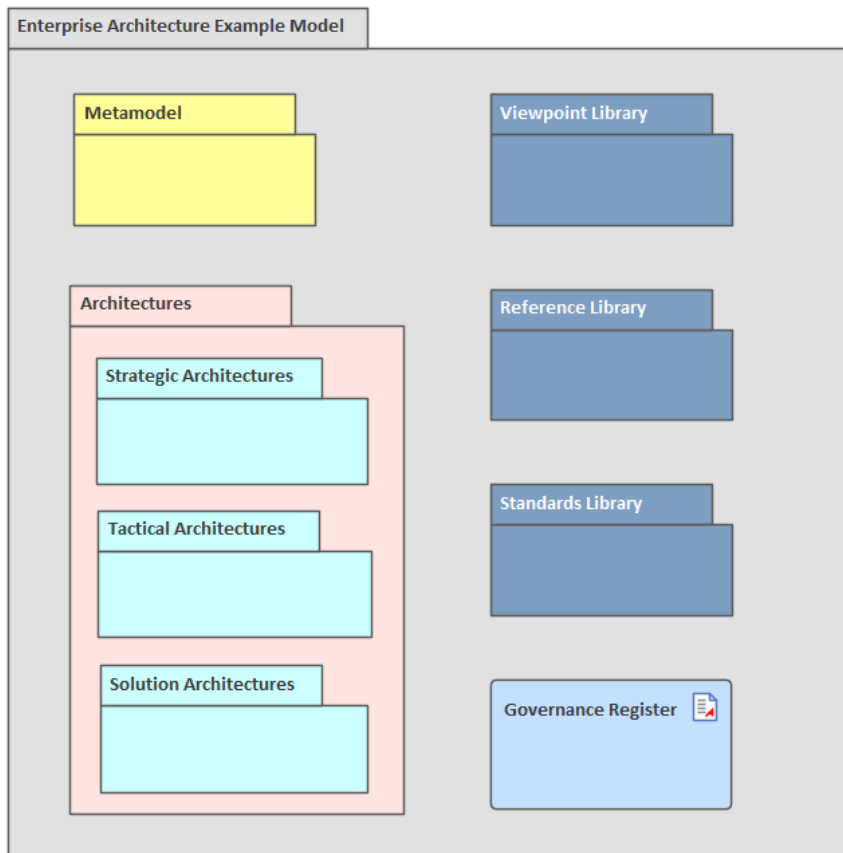 Enterprise Architecture Example Model
Metamodel
Viewpoint Library
Architectures
Reference Library
Strategic Architectures
Tactical Architectures
Standards Library
Solution Architectures
Governance Register